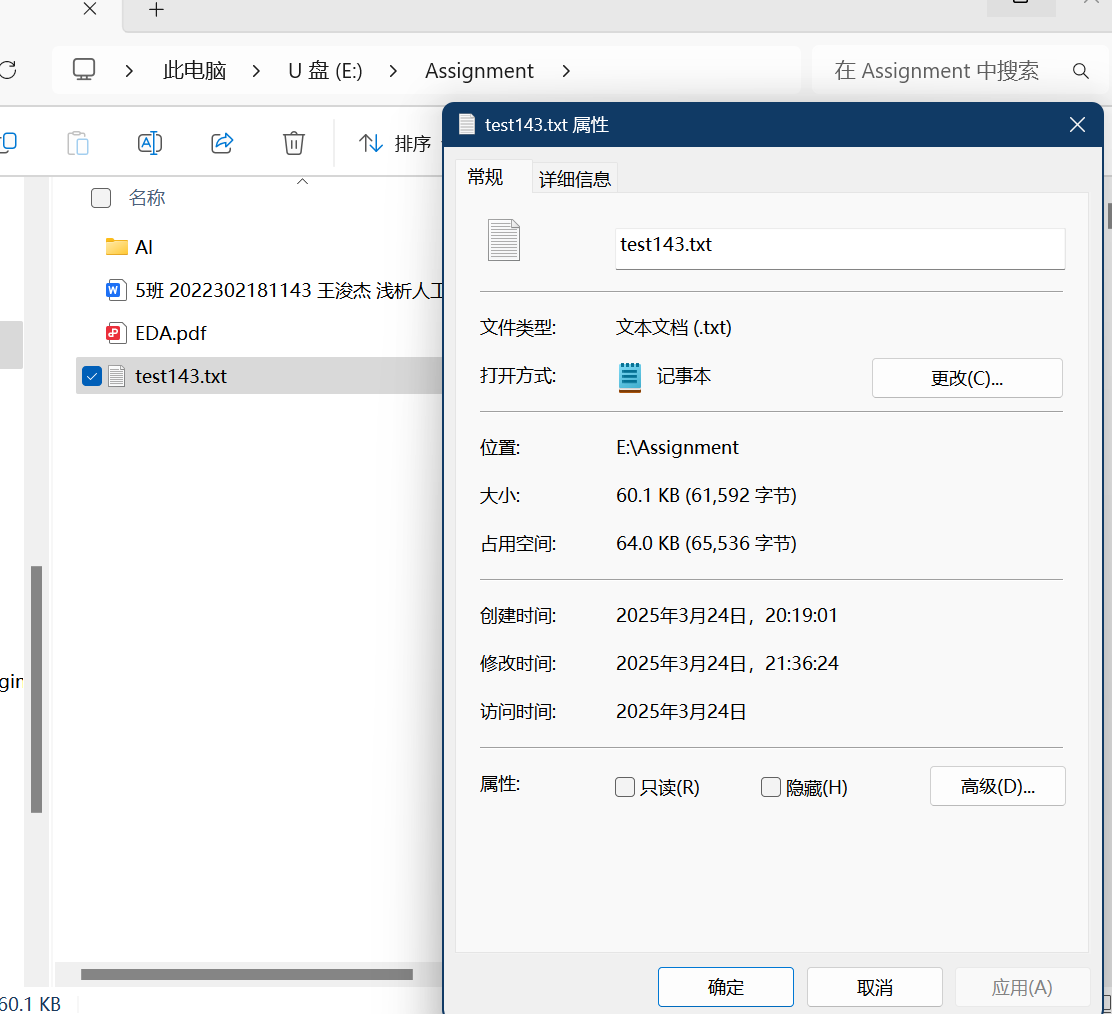 此电脑 U 盘 (E:) Assignment
在 Assignment 中搜索
排序
名称
AI
5班 2022302181143 王浚杰 浅析人工
EDA.pdf
test143.txt
60.1 KB
test143.txt 属性
常规 详细信息
test143.txt
文件类型: 文本文档 (.txt)
打开方式: 记事本 更改(C)...
位置: E:\Assignment
大小: 60.1 KB (61,592 字节)
占用空间: 64.0 KB (65,536 字节)
创建时间: 2025年3月24日，20:19:01
修改时间: 2025年3月24日，21:36:24
访问时间: 2025年3月24日
属性: 只读(R) 隐藏(H) 高级(D)...
确定 取消 应用(A)